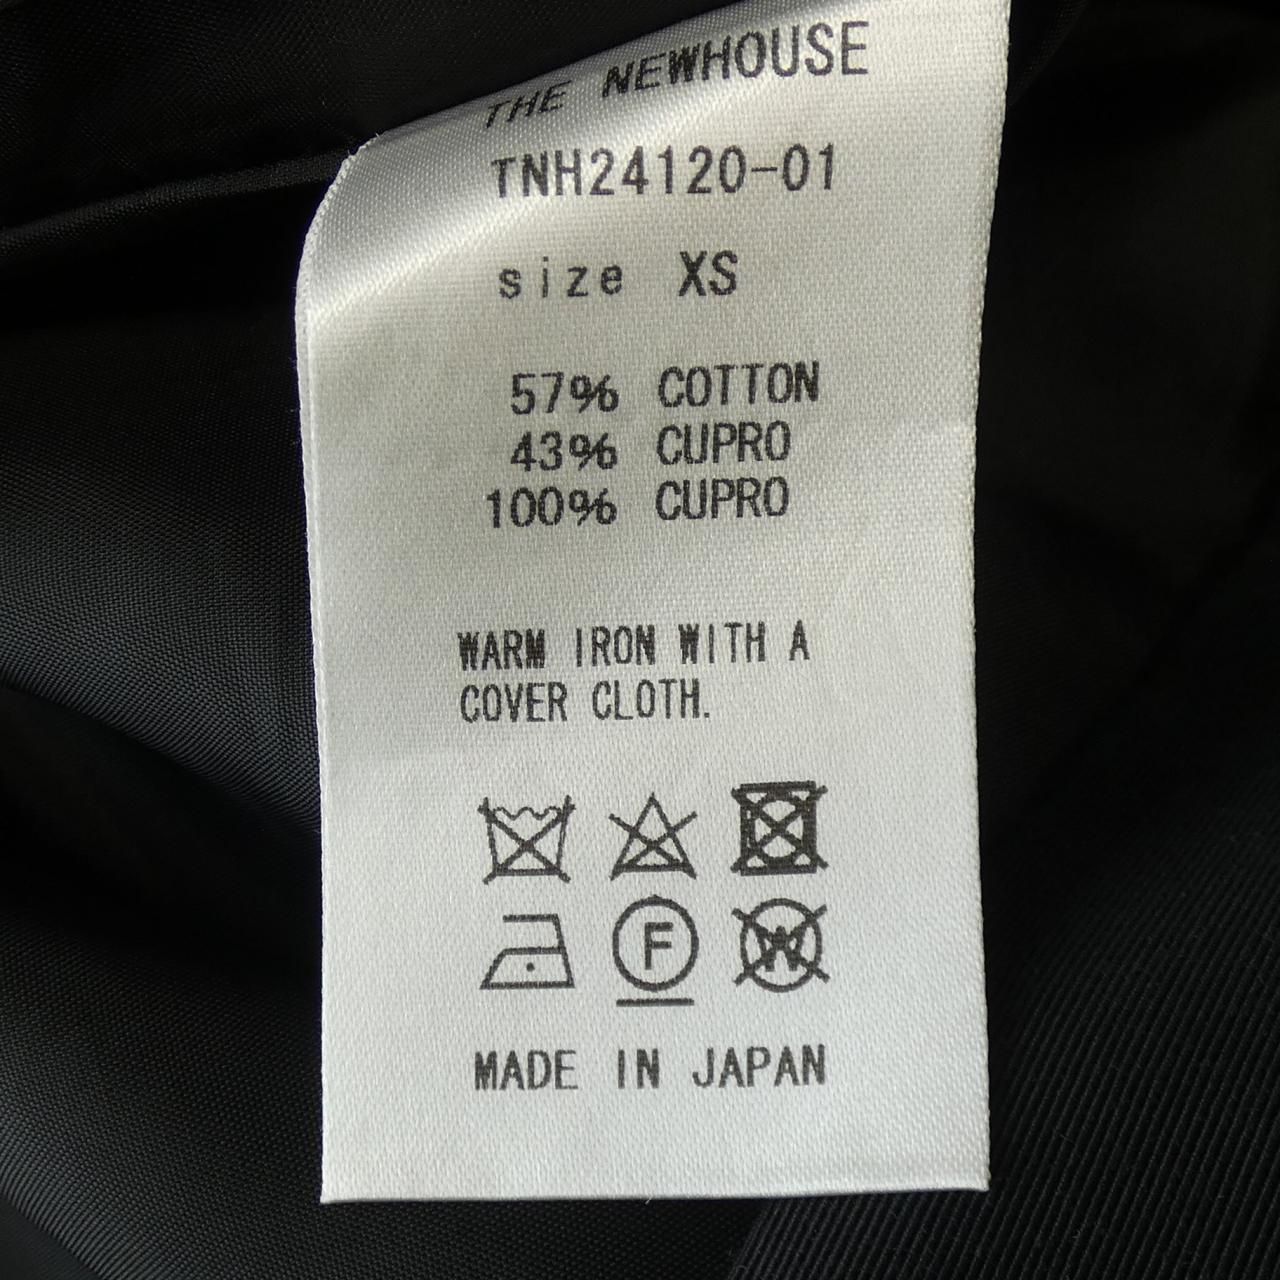 THE NEWHOUSE
TNH24120-01
size XS
57% COTTON
43% CUPRO
100% CUPRO
WARM IRON WITH A
COVER CLOTH.
F W
MADE IN JAPAN